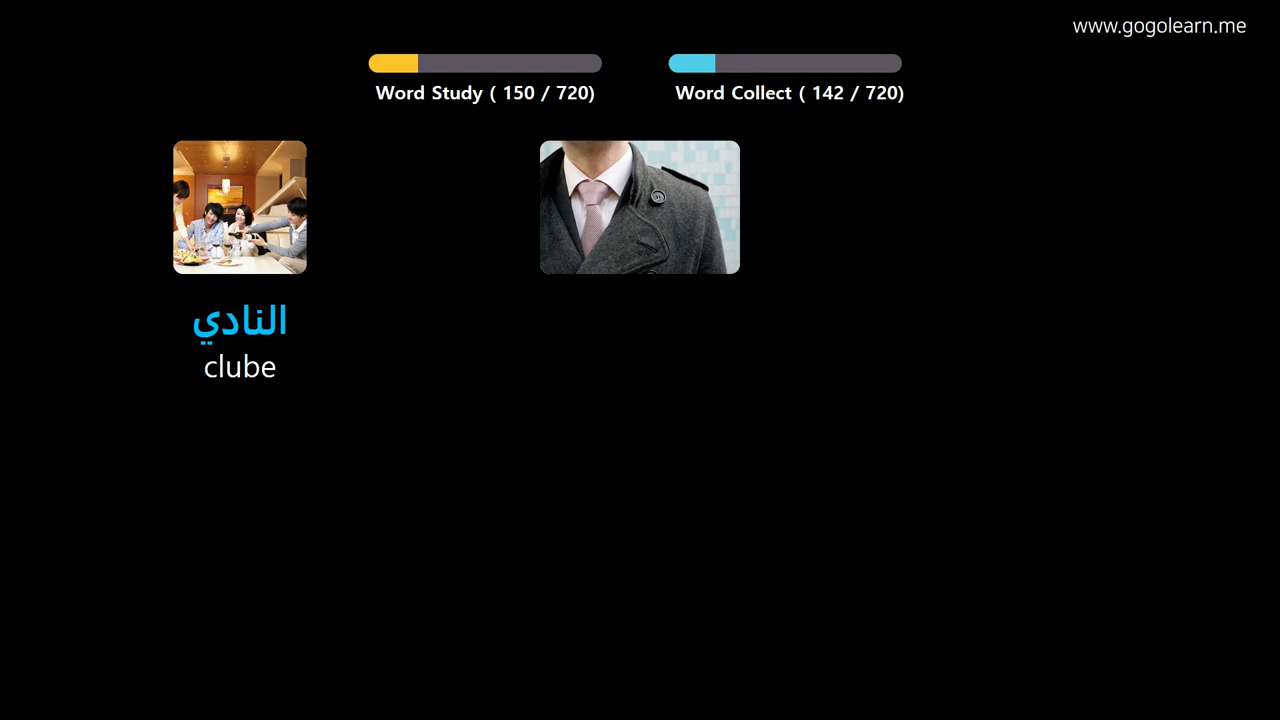 www.gogolearn.me
Word Study ( 150 / 720)
Word Collect ( 142 / 720)
النادي
clube